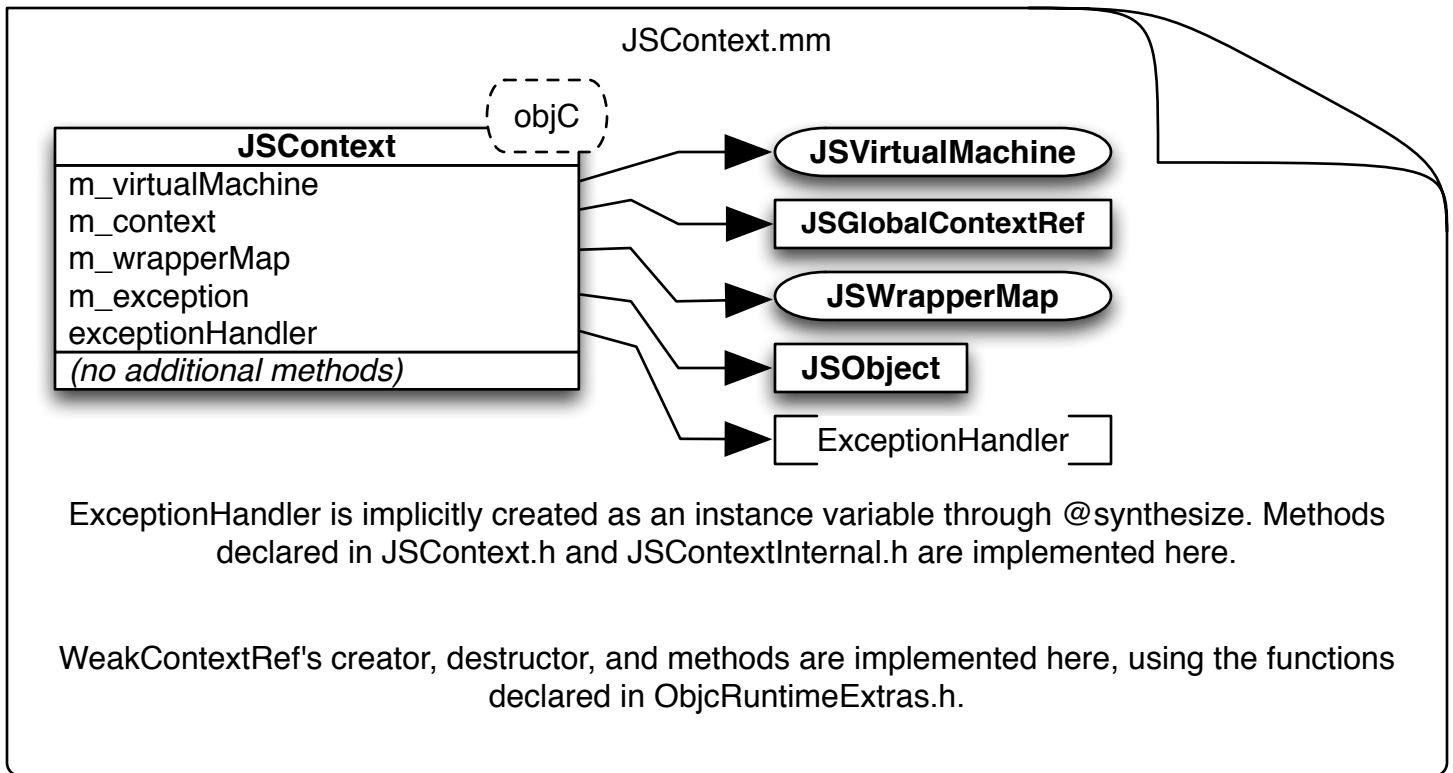 JSContext.mm
objC
JSContext
m_virtualMachine
m_context
m_wrapperMap
m_exception
exceptionHandler
(no additional methods)
JSVirtualMachine
JSGlobalContextRef
JSWrapperMap
JSObject
ExceptionHandler
ExceptionHandler is implicitly created as an instance variable through @synthesize. Methods
declared in JSContext.h and JSContextInternal.h are implemented here.
WeakContextRef's creator, destructor, and methods are implemented here, using the functions
declared in ObjcRuntimeExtras.h.